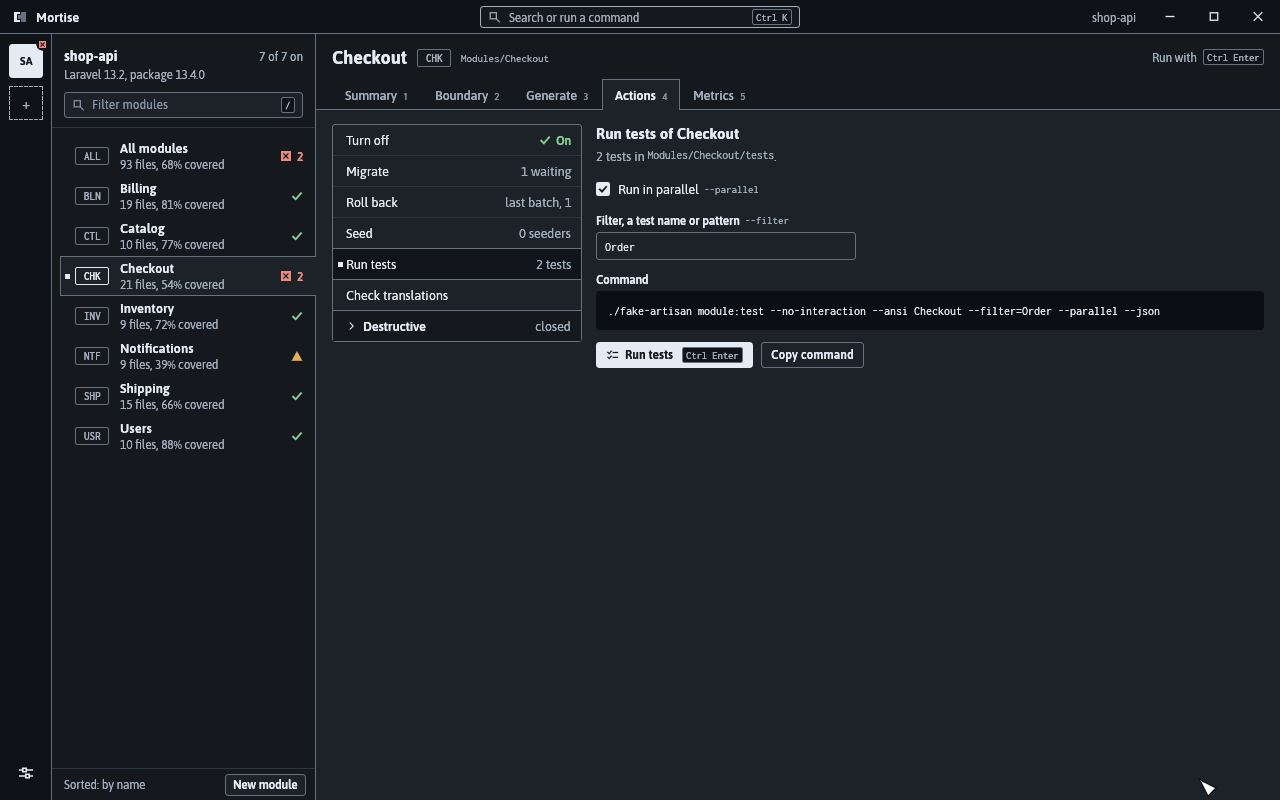 Mortise
Search or run a command
Ctrl K
shop-api
SA
+
shop-api
7 of 7 on
Laravel 13.2, package 13.4.0
Filter modules
/
ALL
All modules
93 files, 68% covered
2
BLN
Billing
19 files, 81% covered
CTL
Catalog
10 files, 77% covered
CHK
Checkout
21 files, 54% covered
2
INV
Inventory
9 files, 72% covered
NTF
Notifications
9 files, 39% covered
SHP
Shipping
15 files, 66% covered
USR
Users
10 files, 88% covered
Sorted: by name
New module
Checkout
CHK
Modules/Checkout
Run with
Ctrl Enter
Summary 1
Boundary 2
Generate 3
Actions 4
Metrics 5
Turn off
On
Migrate
1 waiting
Roll back
last batch, 1
Seed
0 seeders
Run tests
2 tests
Check translations
Destructive
closed
Run tests of Checkout
2 tests in Modules/Checkout/tests.
Run in parallel --parallel
Filter, a test name or pattern --filter
Order
Command
./fake-artisan module:test --no-interaction --ansi Checkout --filter=Order --parallel --json
Run tests
Ctrl Enter
Copy command